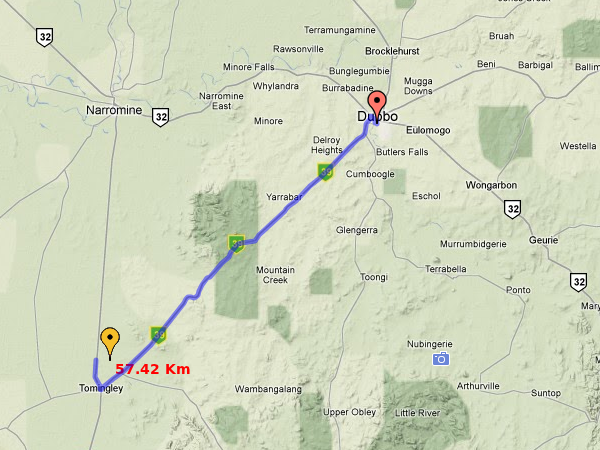 Jones Creek
32
Terramungamine
Bruah
Rawsonville
Brocklehurst
Beni
Barbigal
Ballim
Minore Falls
Bunglegumbie
Mugga
Downs
Whylandra
Burrabadine
Narromine
Narromine
East
32
Minore
Dubbo
Eulomogo
Delroy
Heights
Butlers Falls
Westella
39
Cumboogle
Yarrabar
Eschol
Wongarbon
32
Glengerra
39
Murrumbidgerie
Geurie
Mountain
Creek
Toongi
Terrabella
32
Ponto
39
Nubingerie
57.42 Km
Tomingley
Wambangalang
Arthurville
Suntop
Upper Obley
Little River